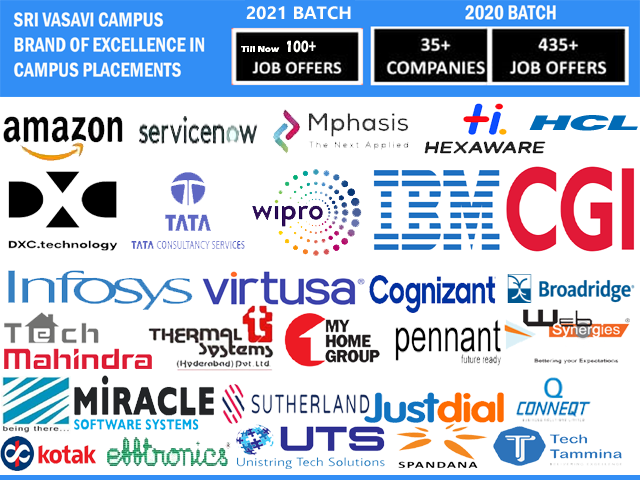 SRI VASAVI CAMPUS
BRAND OF EXCELLENCE IN
CAMPUS PLACEMENTS
2021 BATCH
Till Now 100+
JOB OFFERS
2020 BATCH
35+
COMPANIES
435+
JOB OFFERS
amazon
servicenow
Mphasis
The Next Applied
Hi.
HEXAWARE
HCL
DXC.technology
TATA
TATA CONSULTANCY SERVICES
wipro
IBM
CGI
Infosys
virtusa®
Cognizant
Broadridge®
Tech
Mahindra
THERMAL
systems
(Hyderabad) Pvt. Ltd.
MY
HOME
GROUP
pennant
future ready
Web
Synergies
Bettering your Expectations
being there...
MiRACLE
SOFTWARE SYSTEMS
SUTHERLAND
Justdial
CONNEQT
kotak
efftronics
UTS
Unistring Tech Solutions
SPANDANA
Tech
Tammina